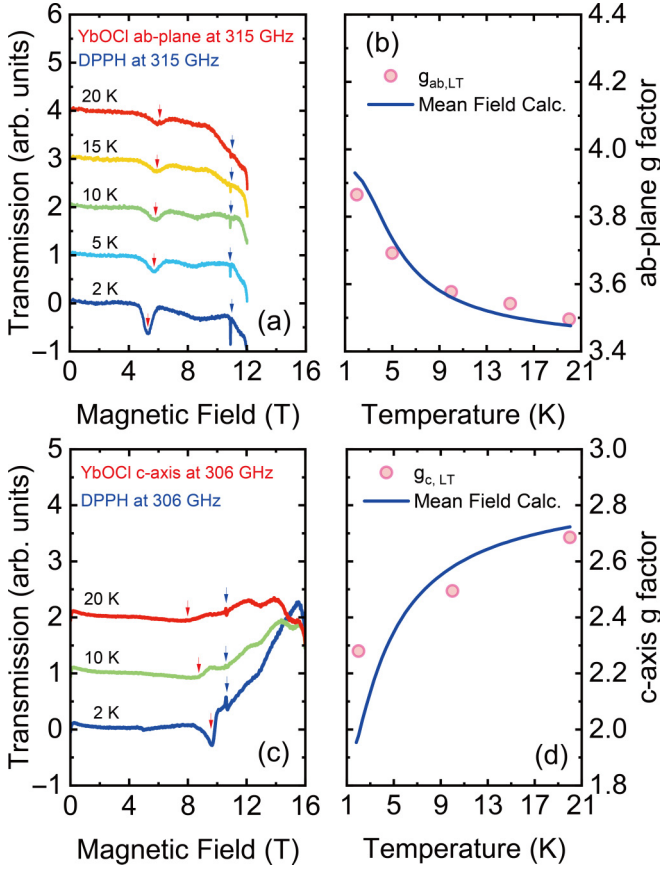 YbOCl ab-plane at 315 GHz
DPPH at 315 GHz
20 K
15 K
10 K
5 K
2 K
(a)
5
4
3
2
1
0
−1
Transmission (arb. units)
0 4 8 12 16
Magnetic Field (T)
(b)
g_ab,LT
Mean Field Calc.
4.4
4.2
4.0
3.8
3.6
3.4
ab-plane g factor
1 5 9 13 17 21
Temperature (K)
YbOCl c-axis at 306 GHz
DPPH at 306 GHz
20 K
10 K
2 K
(c)
5
4
3
2
1
0
−1
Transmission (arb. units)
0 4 8 12 16
Magnetic Field (T)
g_c, LT
Mean Field Calc.
(d)
3.0
2.8
2.6
2.4
2.2
2.0
1.8
c-axis g factor
1 5 9 13 17 21
Temperature (K)